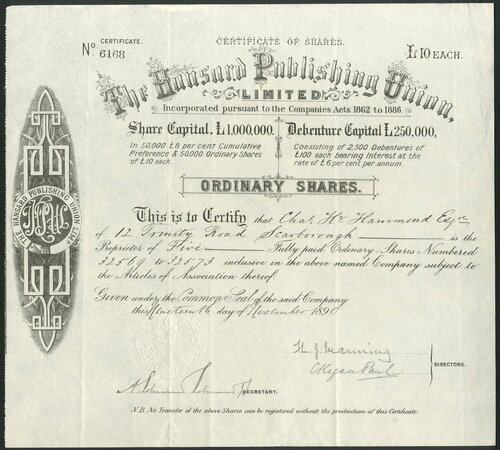 CERTIFICATE.
No. 6168
CERTIFICATE OF SHARES.
£10 EACH.
The Hansard Publishing Union,
LIMITED
Incorporated pursuant to the Companies Acts 1862 to 1886.
Share Capital, £1,000,000,
In 50,000 £8 per cent Cumulative
Preference & 50,000 Ordinary Shares
of £10 each.
Debenture Capital £250,000,
Consisting of 2,500 Debentures of
£100 each bearing Interest at the
rate of £6 per cent per annum.
ORDINARY SHARES.
This is to Certify that Chas. Hy. Hammond Esqre
of 12 Trinity Road Scarborough is the
Proprietor of Five Fully paid Ordinary Shares Numbered
32569 to 32573 inclusive in the above named Company subject to
the Articles of Association thereof.
Given under the Common Seal of the said Company
this Nineteenth day of November 1890
H. J. Manning
C Kegan Paul
DIRECTORS.
SECRETARY.
N.B. No Transfer of the above Shares can be registered without the production of this Certificate.
THE HANSARD PUBLISHING UNION LIMD